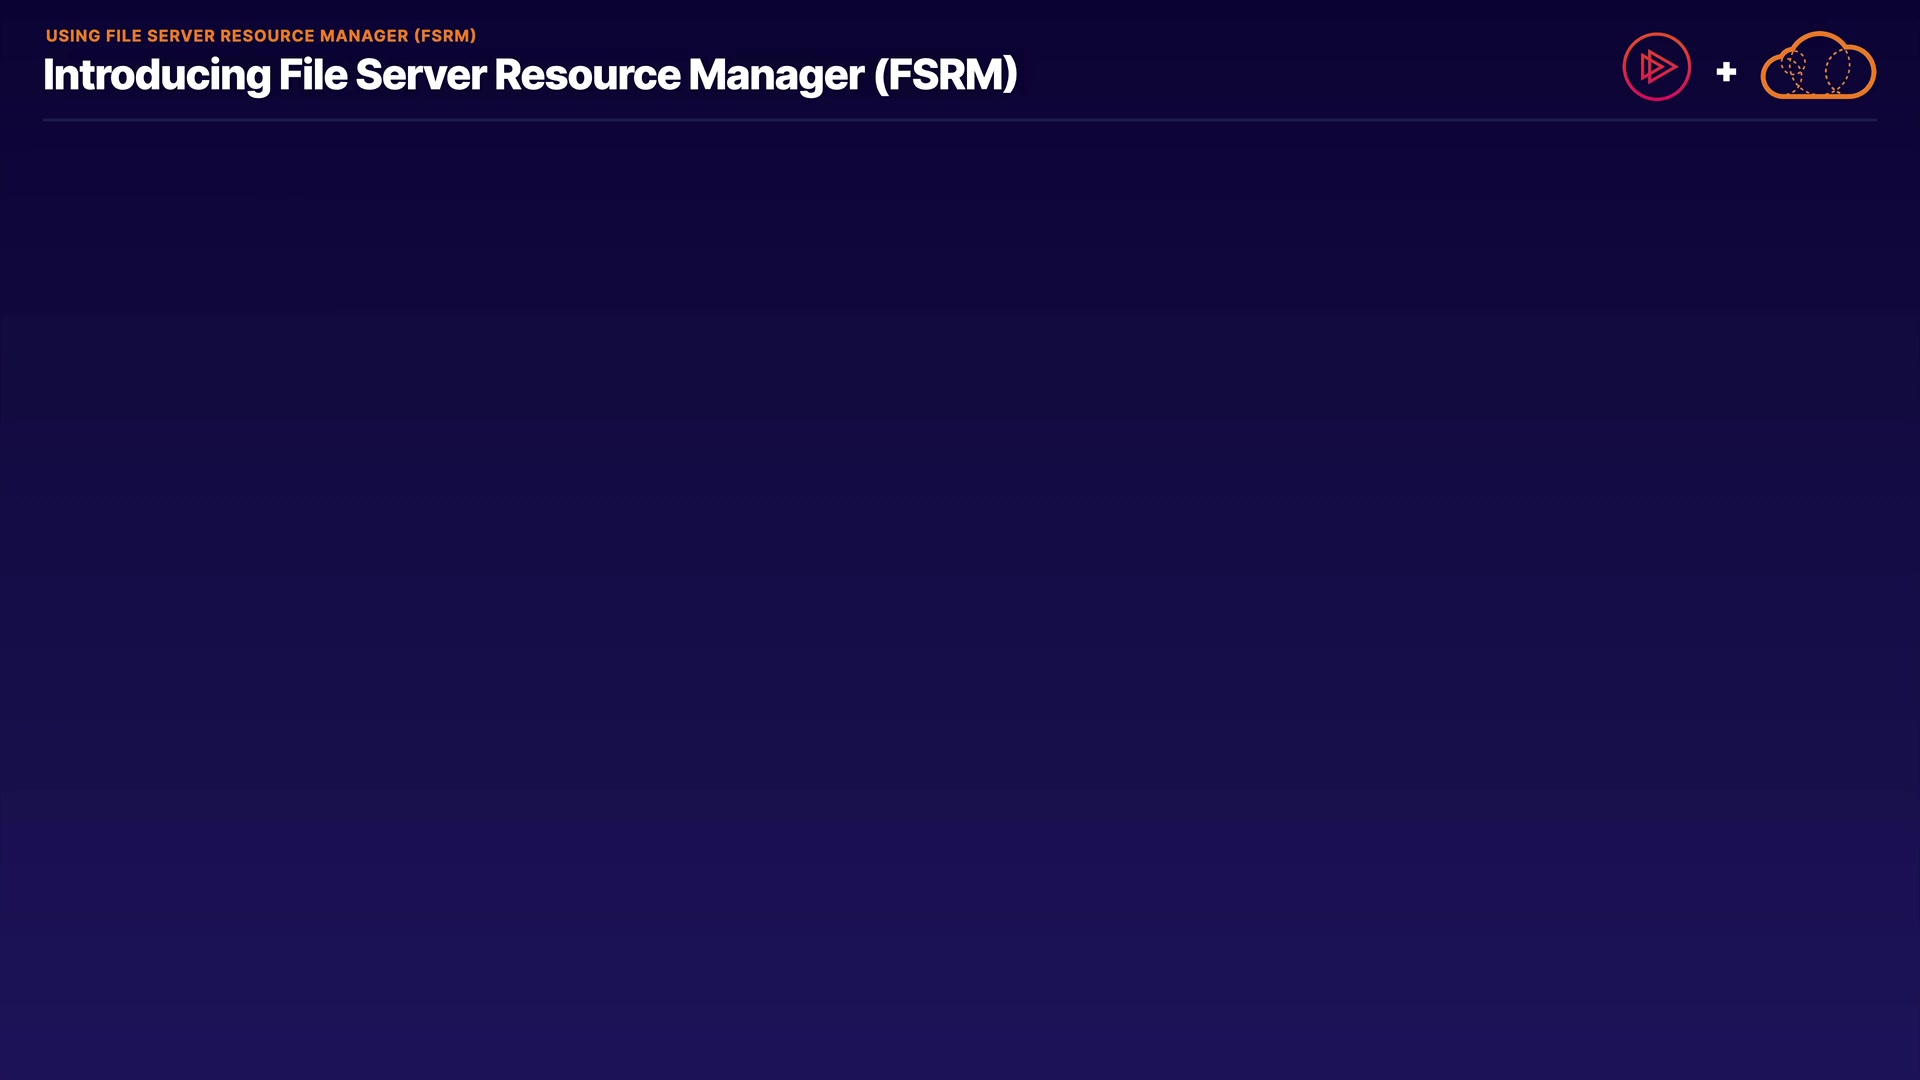 USING FILE SERVER RESOURCE MANAGER (FSRM)
Introducing File Server Resource Manager (FSRM)
+